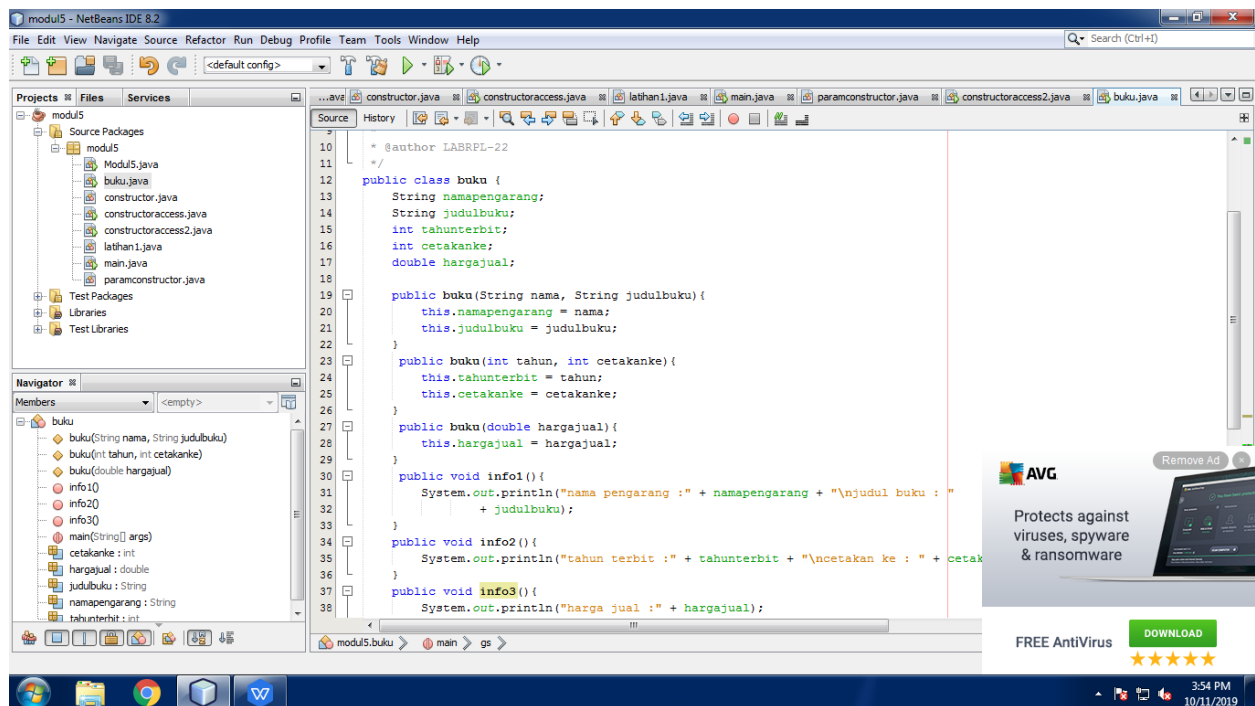 modul5 - NetBeans IDE 8.2
File Edit View Navigate Source Refactor Run Debug Profile Team Tools Window Help
Search (Ctrl+I)
<default config>
Projects Files Services
modul5
Source Packages
modul5
Modul5.java
buku.java
constructor.java
constructoraccess.java
constructoraccess2.java
latihan1.java
main.java
paramconstructor.java
Test Packages
Libraries
Test Libraries
Navigator
Members <empty>
buku
buku(String nama, String judulbuku)
buku(int tahun, int cetakanke)
buku(double hargajual)
info1()
info2()
info3()
main(String[] args)
cetakanke : int
hargajual : double
judulbuku : String
namapengarang : String
tahunterbit : int
...ava constructor.java constructoraccess.java latihan1.java main.java paramconstructor.java constructoraccess2.java buku.java
Source History
9 *
10 * @author LABRPL-22
11 */
12 public class buku {
13 String namapengarang;
14 String judulbuku;
15 int tahunterbit;
16 int cetakanke;
17 double hargajual;
18
19 public buku(String nama, String judulbuku){
20 this.namapengarang = nama;
21 this.judulbuku = judulbuku;
22 }
23 public buku(int tahun, int cetakanke){
24 this.tahunterbit = tahun;
25 this.cetakanke = cetakanke;
26 }
27 public buku(double hargajual){
28 this.hargajual = hargajual;
29 }
30 public void info1(){
31 System.out.println("nama pengarang :" + namapengarang + "\njudul buku : "
32 + judulbuku);
33 }
34 public void info2(){
35 System.out.println("tahun terbit :" + tahunterbit + "\ncetakan ke : " + cetak
36 }
37 public void info3(){
38 System.out.println("harga jual :" + hargajual);
modul5.buku main gs
Remove Ad
AVG
Protects against
viruses, spyware
& ransomware
FREE AntiVirus
DOWNLOAD
3:54 PM
10/11/2019